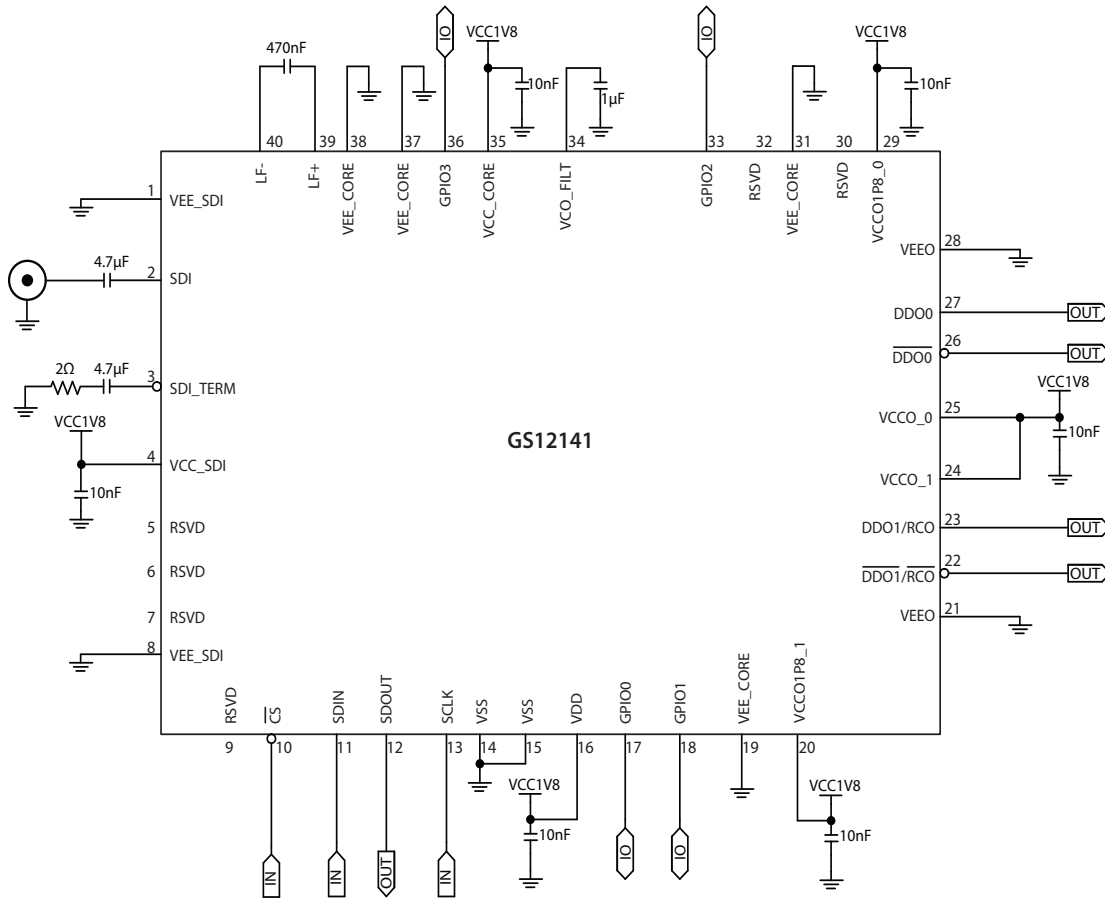 470nF
IO
VCC1V8
10nF
1µF
IO
VCC1V8
10nF
40
39
38
37
36
35
34
33
32
31
30
29
LF-
LF+
VEE_CORE
VEE_CORE
GPIO3
VCC_CORE
VCO_FILT
GPIO2
RSVD
VEE_CORE
RSVD
VCCO1P8_0
1
VEE_SDI
4.7µF
2
SDI
2Ω
4.7µF
3
SDI_TERM
VCC1V8
4
VCC_SDI
10nF
5
RSVD
6
RSVD
7
RSVD
8
VEE_SDI
GS12141
VEEO
28
DDO0
27
OUT
DDO0
26
OUT
VCC1V8
VCCO_0
25
10nF
VCCO_1
24
DDO1/RCO
23
OUT
DDO1/RCO
22
OUT
VEEO
21
RSVD
CS
SDIN
SDOUT
SCLK
VSS
VSS
VDD
GPIO0
GPIO1
VEE_CORE
VCCO1P8_1
9
10
11
12
13
14
15
16
17
18
19
20
VCC1V8
10nF
VCC1V8
10nF
IN
IN
OUT
IN
IO
IO